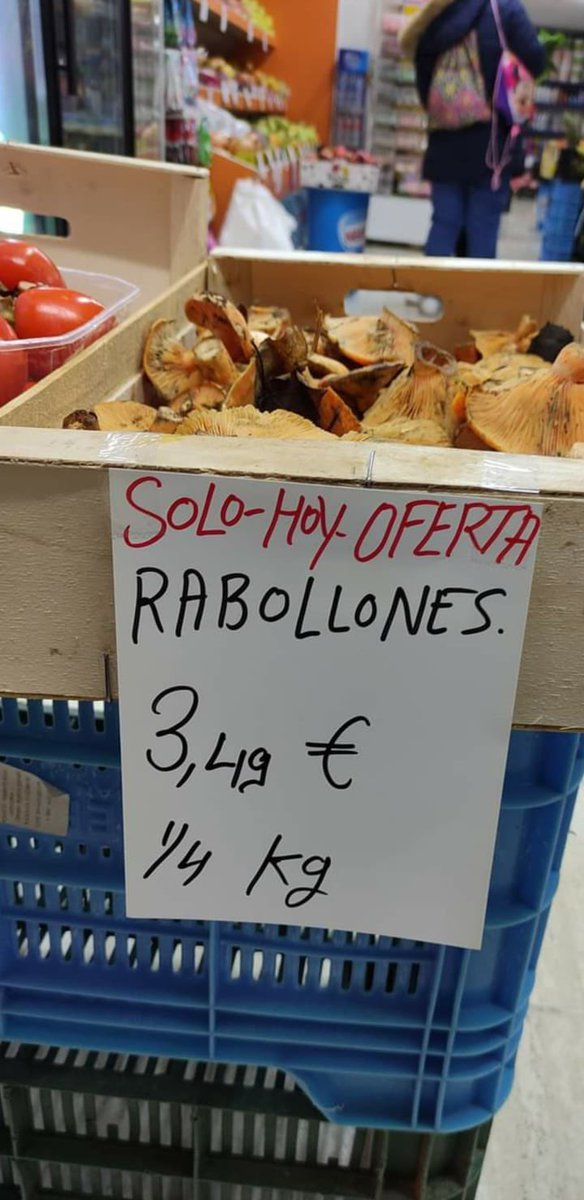 SOLO-HOY-OFERTA
RABOLLONES.
3,49 €
1/4 Kg